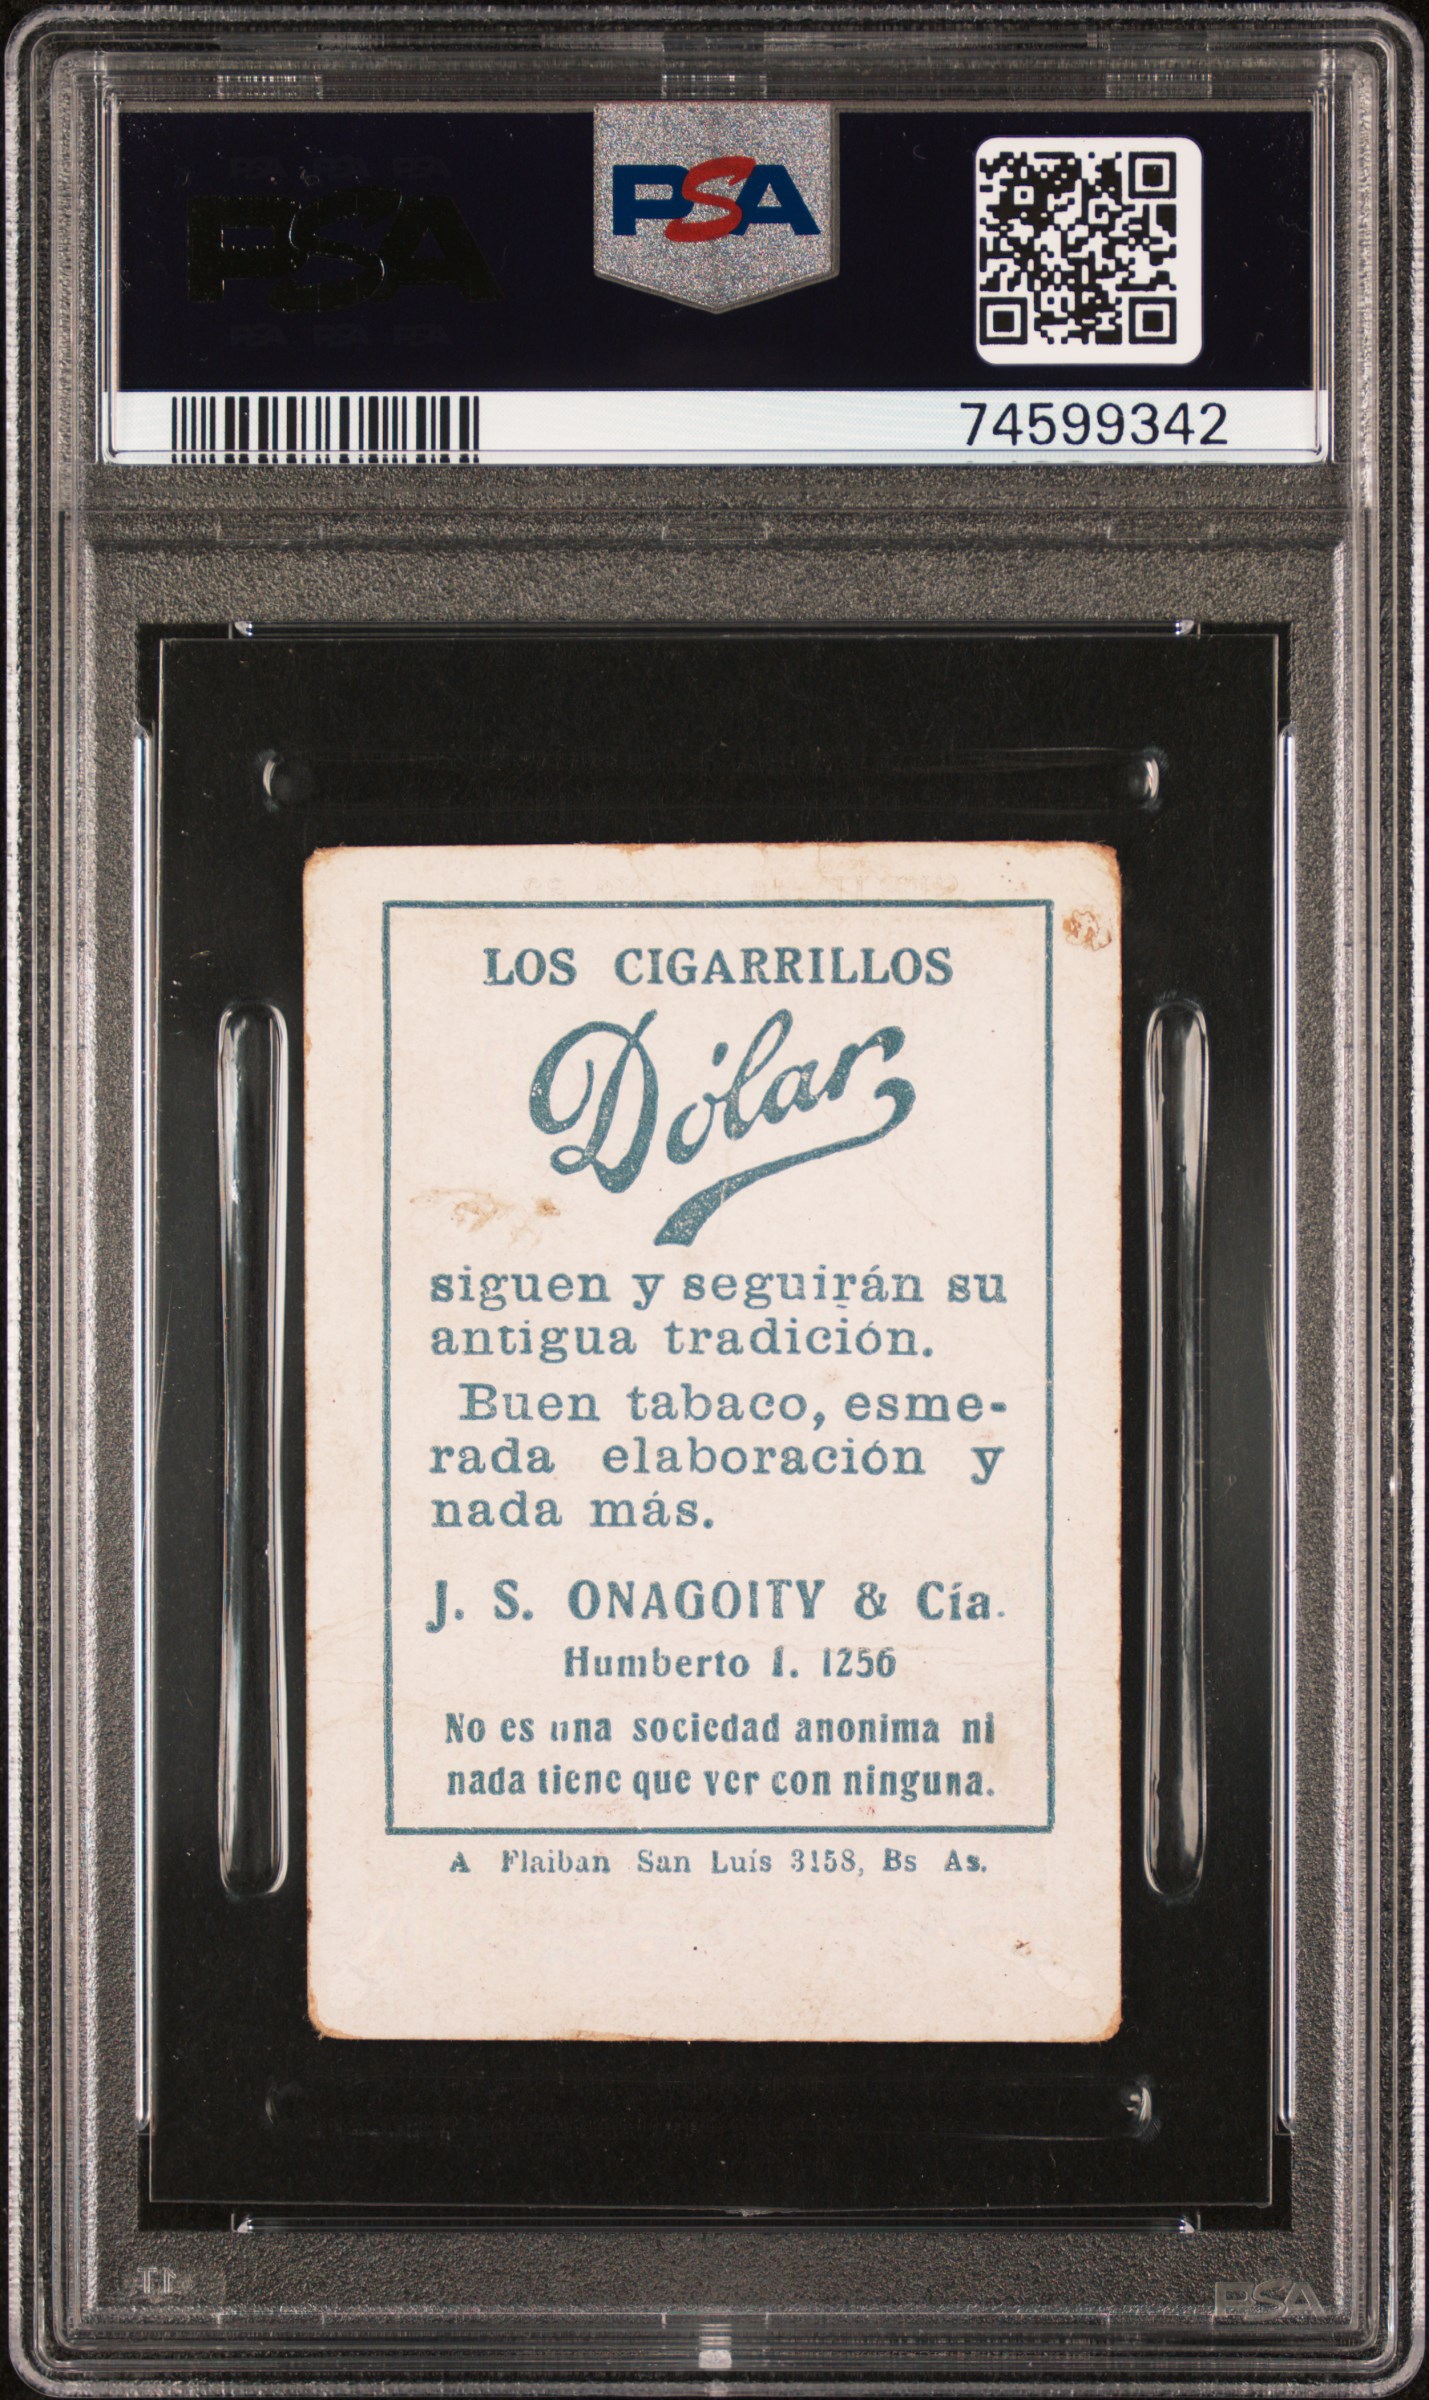 PSA
74599342
LOS CIGARRILLOS
Dólar
siguen y seguirán su
antigua tradición.
Buen tabaco, esme-
rada elaboración y
nada más.
J. S. ONAGOITY & Cía.
Humberto 1. 1256
No es una sociedad anonima ni
nada tiene que ver con ninguna.
A Flaiban San Luís 3158, Bs As.
PSA